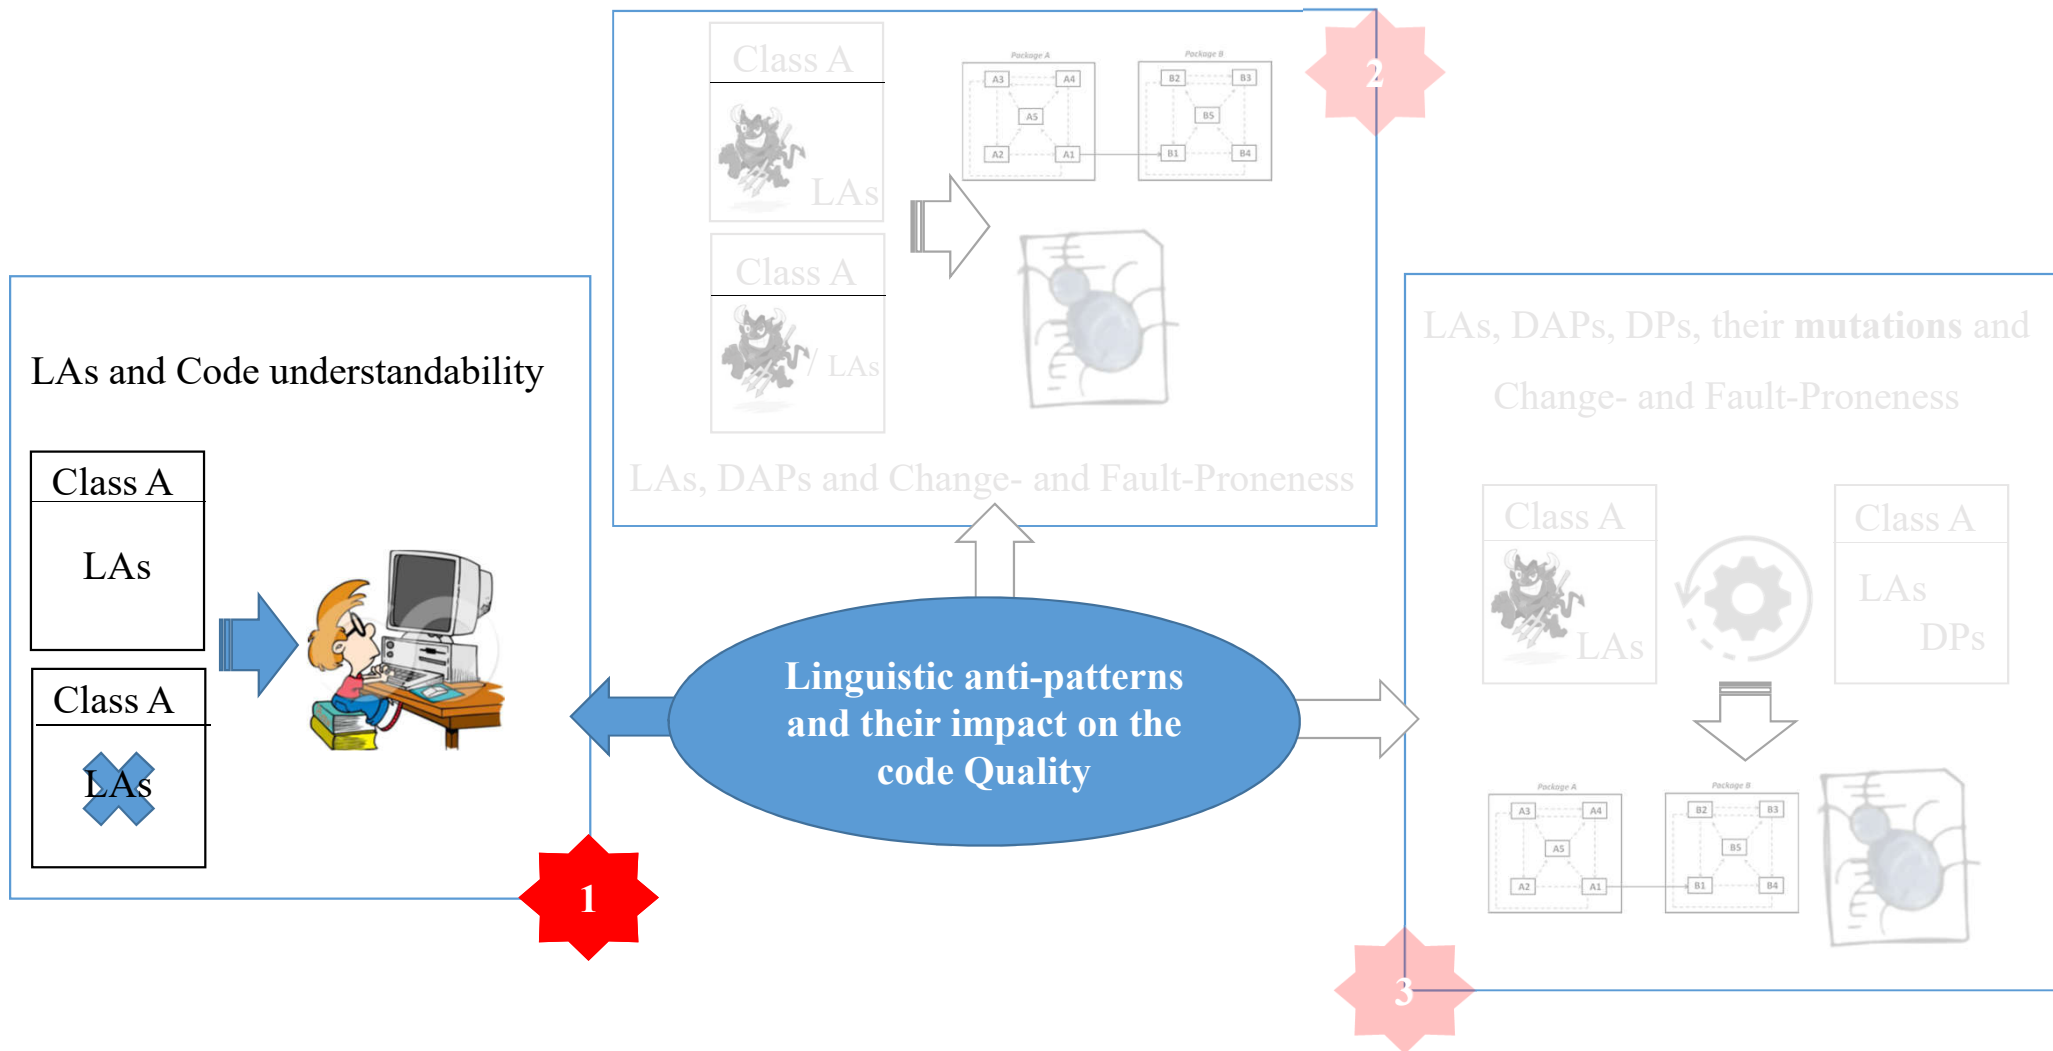 LAs and Code understandability
Class A
LAs
Class A
LAs
1
Class A
LAs
Class A
/ LAs
Package A
A3
A4
A5
A2
A1
Package B
B2
B3
B5
B1
B4
LAs, DAPs and Change- and Fault-Proneness
2
Linguistic anti-patterns
and their impact on the
code Quality
LAs, DAPs, DPs, their mutations and
Change- and Fault-Proneness
Class A
LAs
Class A
LAs
DPs
Package A
A3
A4
A5
A2
A1
Package B
B2
B3
B5
B1
B4
3